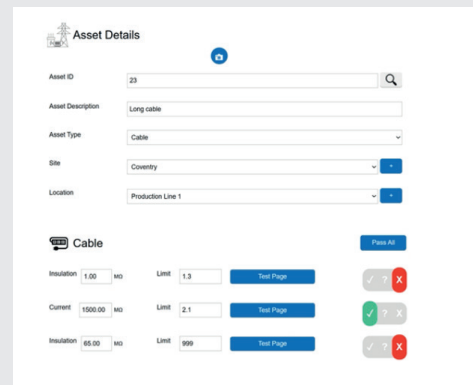 Asset Details
Asset ID 23
Asset Description Long cable
Asset Type Cable
Site Coventry +
Location Production Line 1 +
Cable Pass All
Insulation 1.00 MΩ Limit 1.3 Test Page ✓ ? X
Current 1500.00 MΩ Limit 2.1 Test Page ✓ ? X
Insulation 65.00 MΩ Limit 999 Test Page ✓ ? X